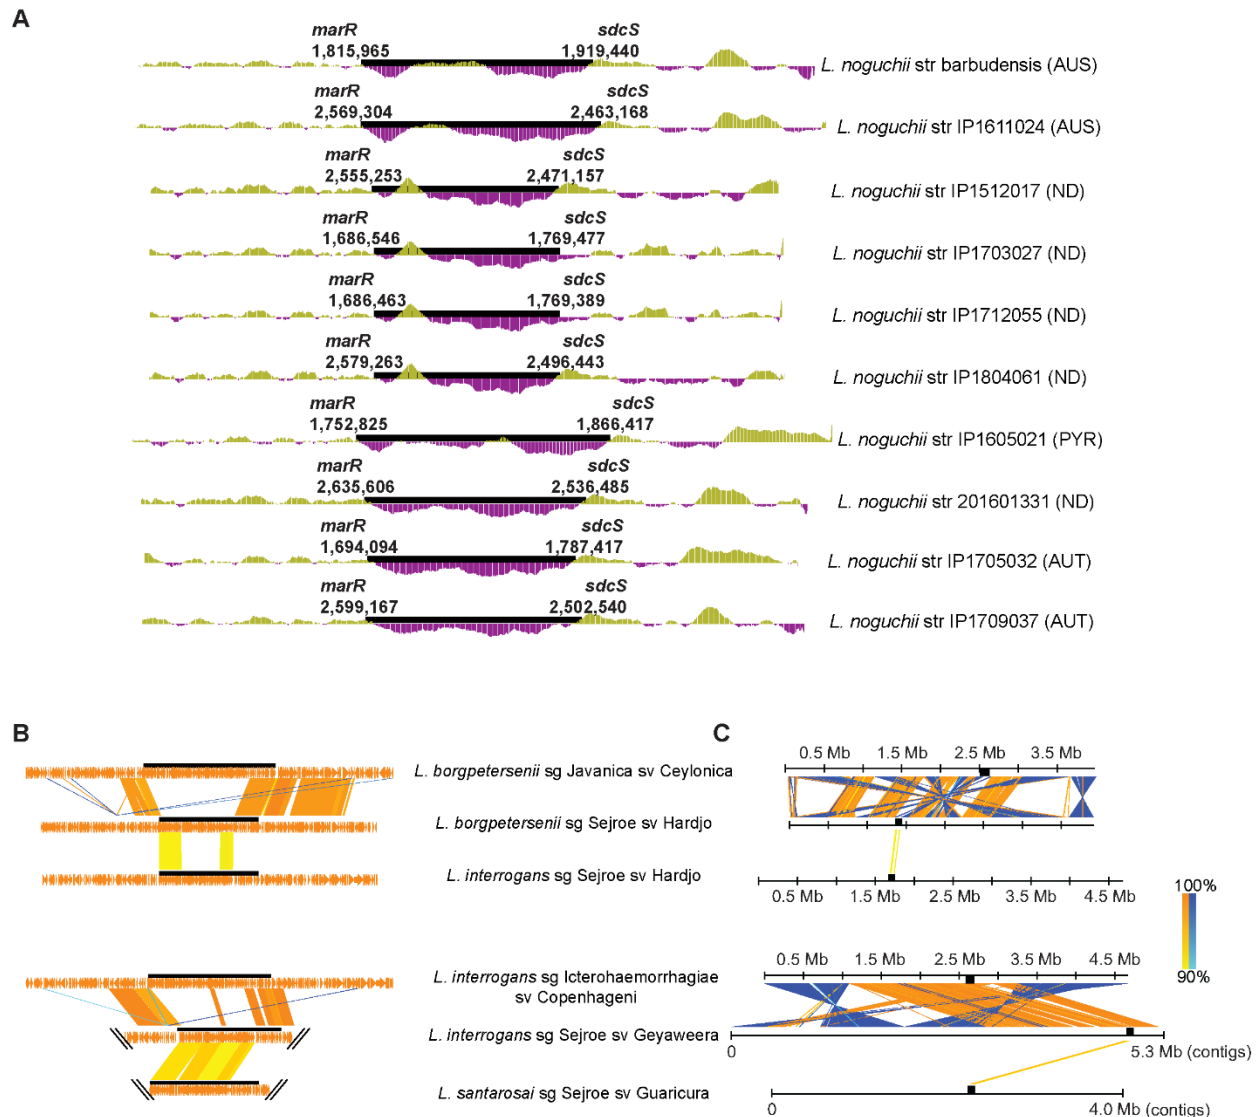 A
marR sdcS
1,815,965 1,919,440
L. noguchii str barbudensis (AUS)
marR sdcS
2,569,304 2,463,168
L. noguchii str IP1611024 (AUS)
marR sdcS
2,555,253 2,471,157
L. noguchii str IP1512017 (ND)
marR sdcS
1,686,546 1,769,477
L. noguchii str IP1703027 (ND)
marR sdcS
1,686,463 1,769,389
L. noguchii str IP1712055 (ND)
marR sdcS
2,579,263 2,496,443
L. noguchii str IP1804061 (ND)
marR sdcS
1,752,825 1,866,417
L. noguchii str IP1605021 (PYR)
marR sdcS
2,635,606 2,536,485
L. noguchii str 201601331 (ND)
marR sdcS
1,694,094 1,787,417
L. noguchii str IP1705032 (AUT)
marR sdcS
2,599,167 2,502,540
L. noguchii str IP1709037 (AUT)
B
L. borgpetersenii sg Javanica sv Ceylonica
L. borgpetersenii sg Sejroe sv Hardjo
L. interrogans sg Sejroe sv Hardjo
L. interrogans sg Icterohaemorrhagiae
sv Copenhageni
L. interrogans sg Sejroe sv Geyaweera
L. santarosai sg Sejroe sv Guaricura
C
0.5 Mb 1.5 Mb 2.5 Mb 3.5 Mb
0.5 Mb 1.5 Mb 2.5 Mb 3.5 Mb 4.5 Mb
100%
90%
0.5 Mb 1.5 Mb 2.5 Mb 3.5 Mb 4.5 Mb
0 5.3 Mb (contigs)
0 4.0 Mb (contigs)